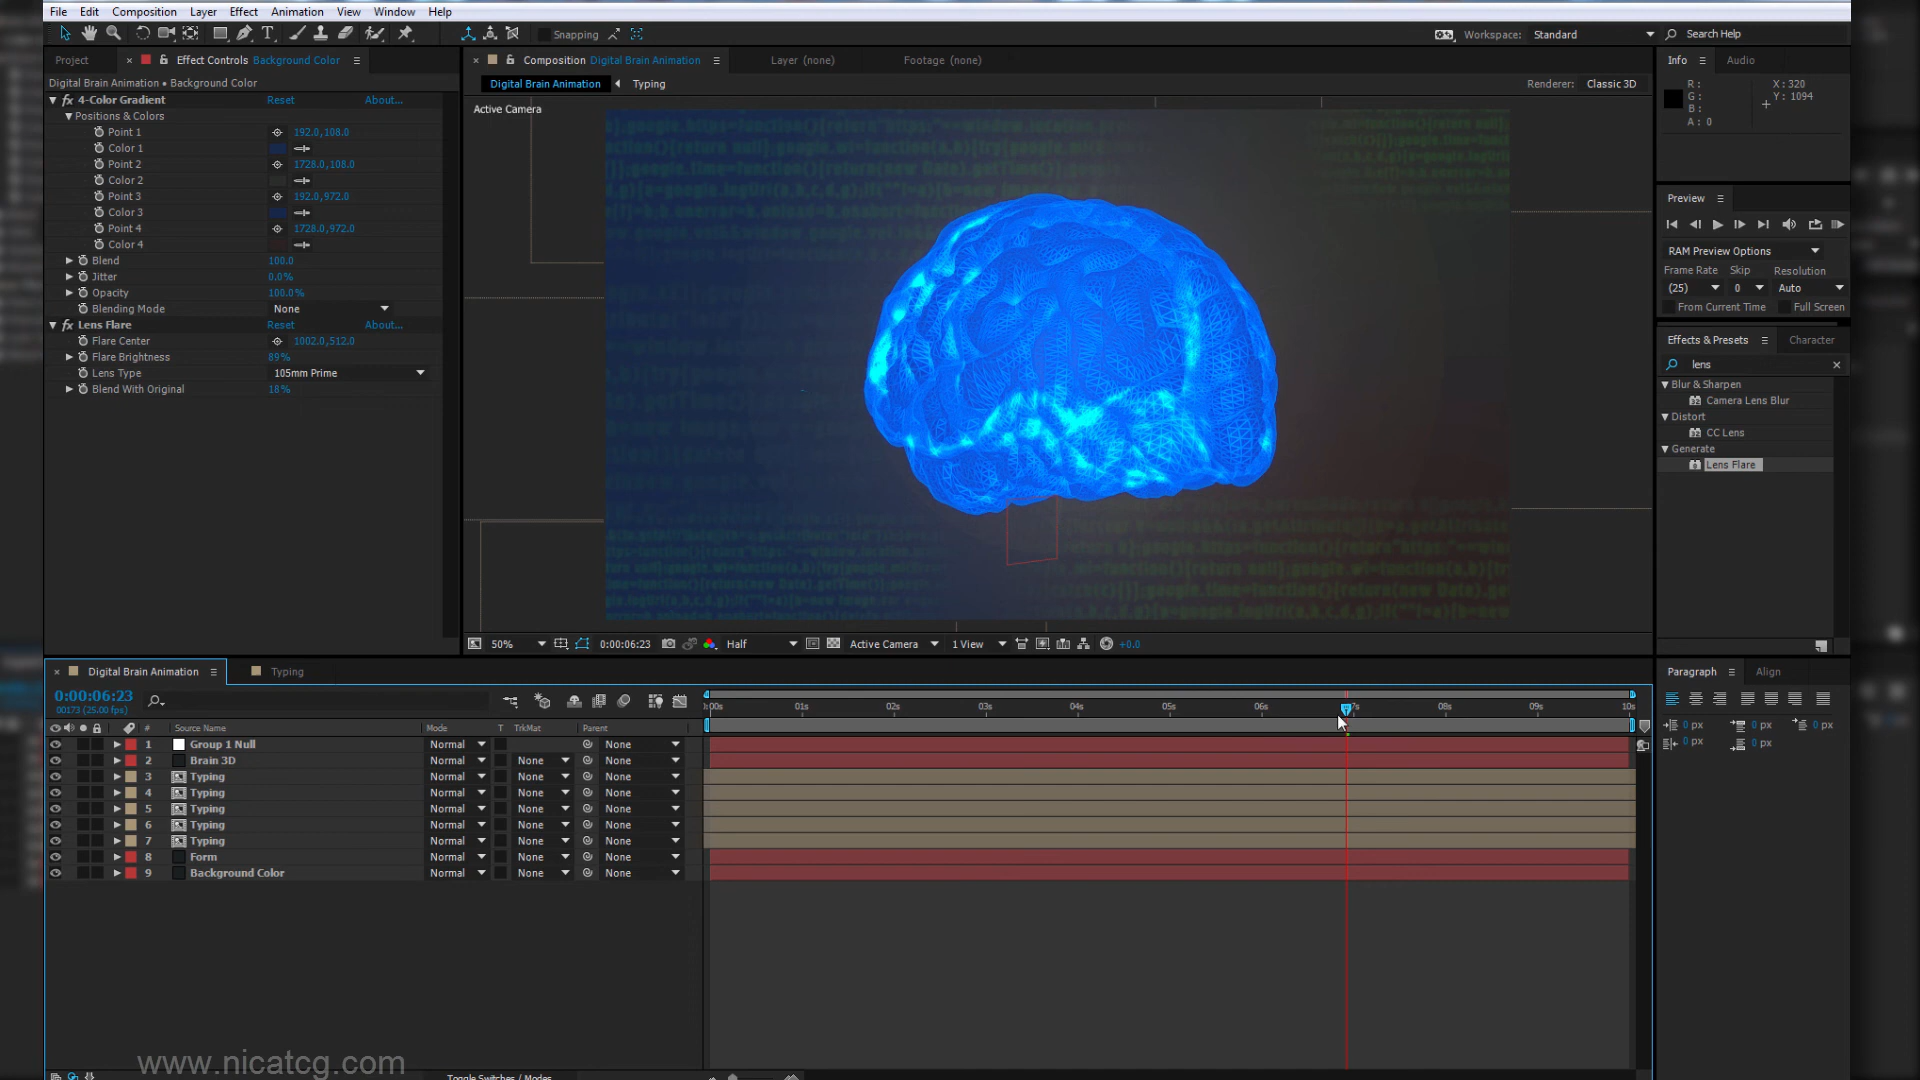 File Edit Composition Layer Effect Animation View Window Help
Snapping Workspace: Standard Search Help
Project Effect Controls Background Color
Digital Brain Animation • Background Color
fx 4-Color Gradient Reset About...
Positions & Colors
Point 1 192.0,108.0
Color 1
Point 2 1728.0,108.0
Color 2
Point 3 192.0,972.0
Color 3
Point 4 1728.0,972.0
Color 4
Blend 100.0
Jitter 0.0%
Opacity 100.0%
Blending Mode None
fx Lens Flare Reset About...
Flare Center 1002.0,512.0
Flare Brightness 89%
Lens Type 105mm Prime
Blend With Original 18%
Composition Digital Brain Animation Layer (none) Footage (none)
Digital Brain Animation Typing Renderer: Classic 3D
Active Camera
50% 0:00:06:23 Half Active Camera 1 View +0.0
Info Audio
R: X: 320
G: Y: 1094
B:
A: 0
Preview
RAM Preview Options
Frame Rate Skip Resolution
(25) 0 Auto
From Current Time Full Screen
Effects & Presets Character
lens
Blur & Sharpen
Camera Lens Blur
Distort
CC Lens
Generate
Lens Flare
Paragraph Align
0 px 0 px 0 px
0 px 0 px
Digital Brain Animation Typing
0:00:06:23
00173 (25.00 fps)
01s 02s 03s 04s 05s 06s 7s 08s 09s 10s
# Source Name Mode T TrkMat Parent
1 Group 1 Null Normal None
2 Brain 3D Normal None None
3 Typing Normal None None
4 Typing Normal None None
5 Typing Normal None None
6 Typing Normal None None
7 Typing Normal None None
8 Form Normal None None
9 Background Color Normal None None
www.nicatcg.com
Toggle Switches / Modes